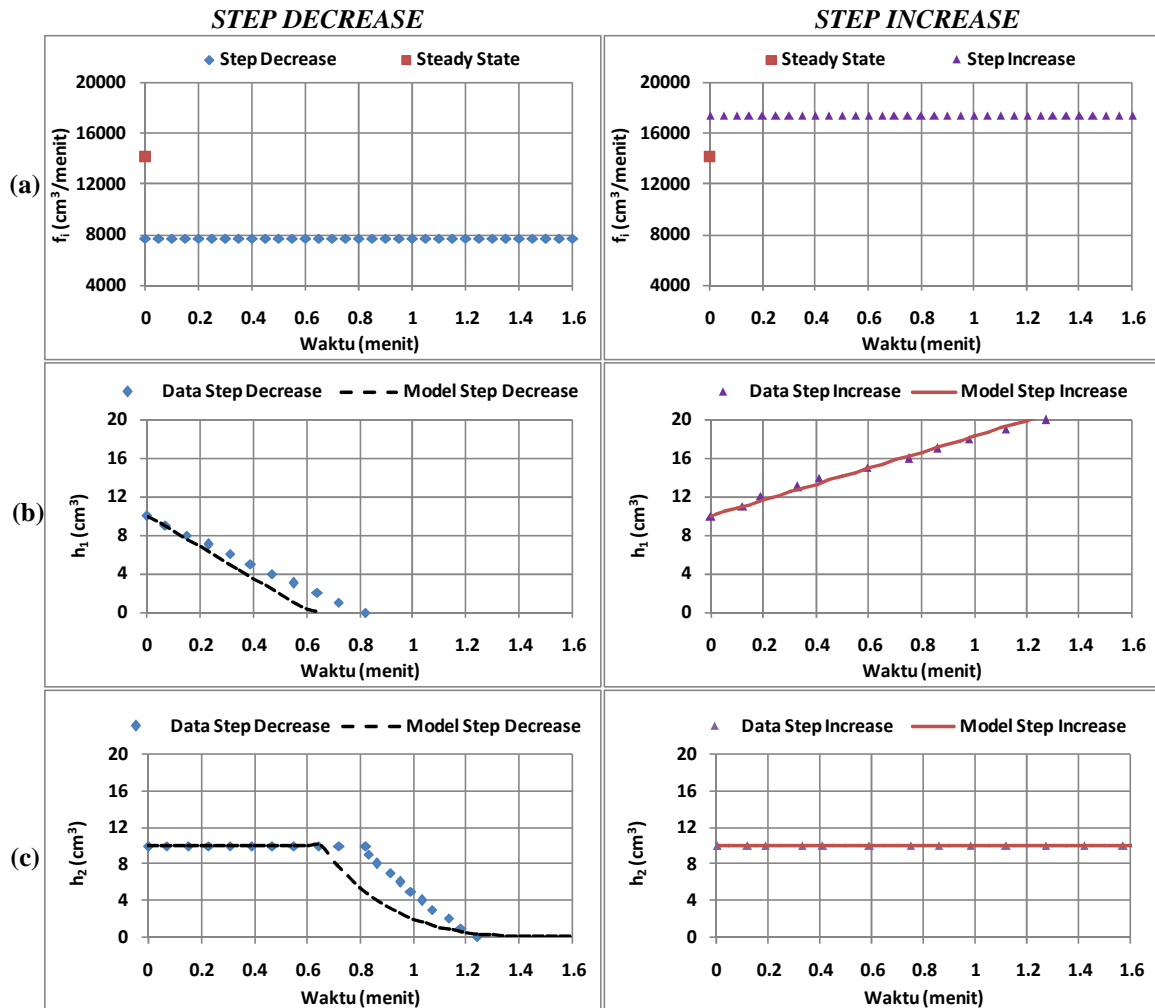 STEP DECREASE
STEP INCREASE
(a)
Step Decrease
Steady State
20000
16000
12000
8000
4000
fi (cm³/menit)
0 0.2 0.4 0.6 0.8 1 1.2 1.4 1.6
Waktu (menit)
Steady State
Step Increase
20000
16000
12000
8000
4000
fi (cm³/menit)
0 0.2 0.4 0.6 0.8 1 1.2 1.4 1.6
Waktu (menit)
(b)
Data Step Decrease
Model Step Decrease
20
16
12
8
4
0
h₁ (cm³)
0 0.2 0.4 0.6 0.8 1 1.2 1.4 1.6
Waktu (menit)
Data Step Increase
Model Step Increase
20
16
12
8
4
0
h₁ (cm³)
0 0.2 0.4 0.6 0.8 1 1.2 1.4 1.6
Waktu (menit)
(c)
Data Step Decrease
Model Step Decrease
20
16
12
8
4
0
h₂ (cm³)
0 0.2 0.4 0.6 0.8 1 1.2 1.4 1.6
Waktu (menit)
Data Step Increase
Model Step Increase
20
16
12
8
4
0
h₂ (cm³)
0 0.2 0.4 0.6 0.8 1 1.2 1.4 1.6
Waktu (menit)